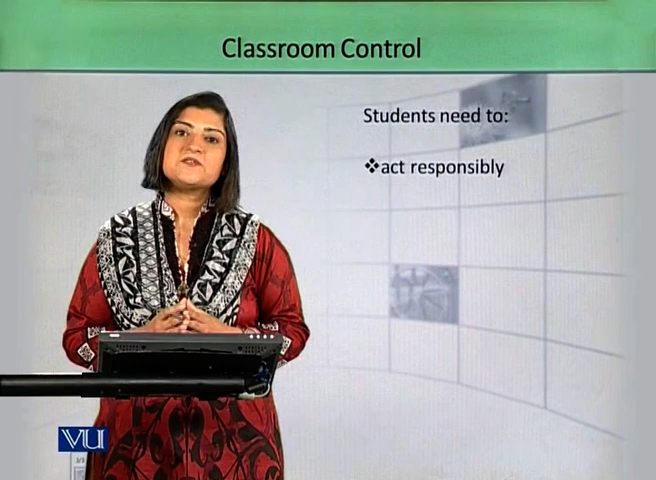 Classroom Control
Students need to:
❖act responsibly
VU